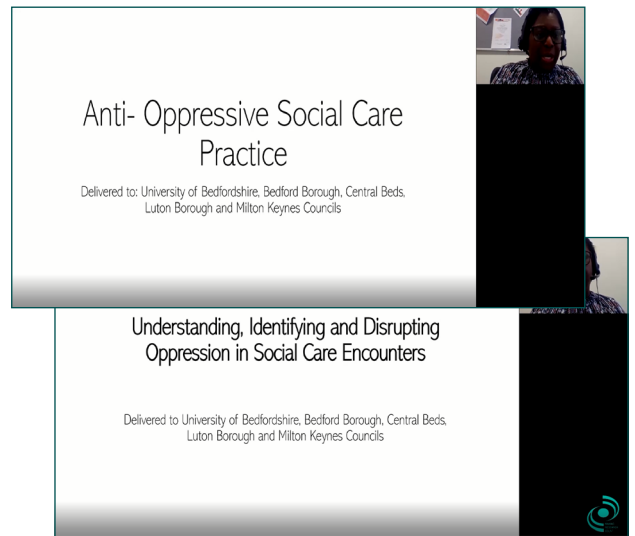 Anti- Oppressive Social Care
Practice
Delivered to: University of Bedfordshire, Bedford Borough, Central Beds,
Luton Borough and Milton Keynes Councils
Understanding, Identifying and Disrupting
Oppression in Social Care Encounters
Delivered to University of Bedfordshire, Bedford Borough, Central Beds,
Luton Borough and Milton Keynes Councils